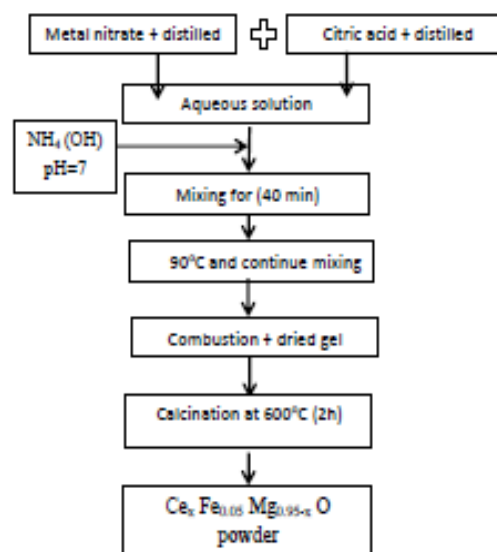 Metal nitrate + distilled
Citric acid + distilled
Aqueous solution
NH₄ (OH)
pH=7
Mixing for (40 min)
90°C and continue mixing
Combustion + dried gel
Calcination at 600°C (2h)
Ceₓ Fe₀.₀₅ Mg₀.₉₅₋ₓ O
powder